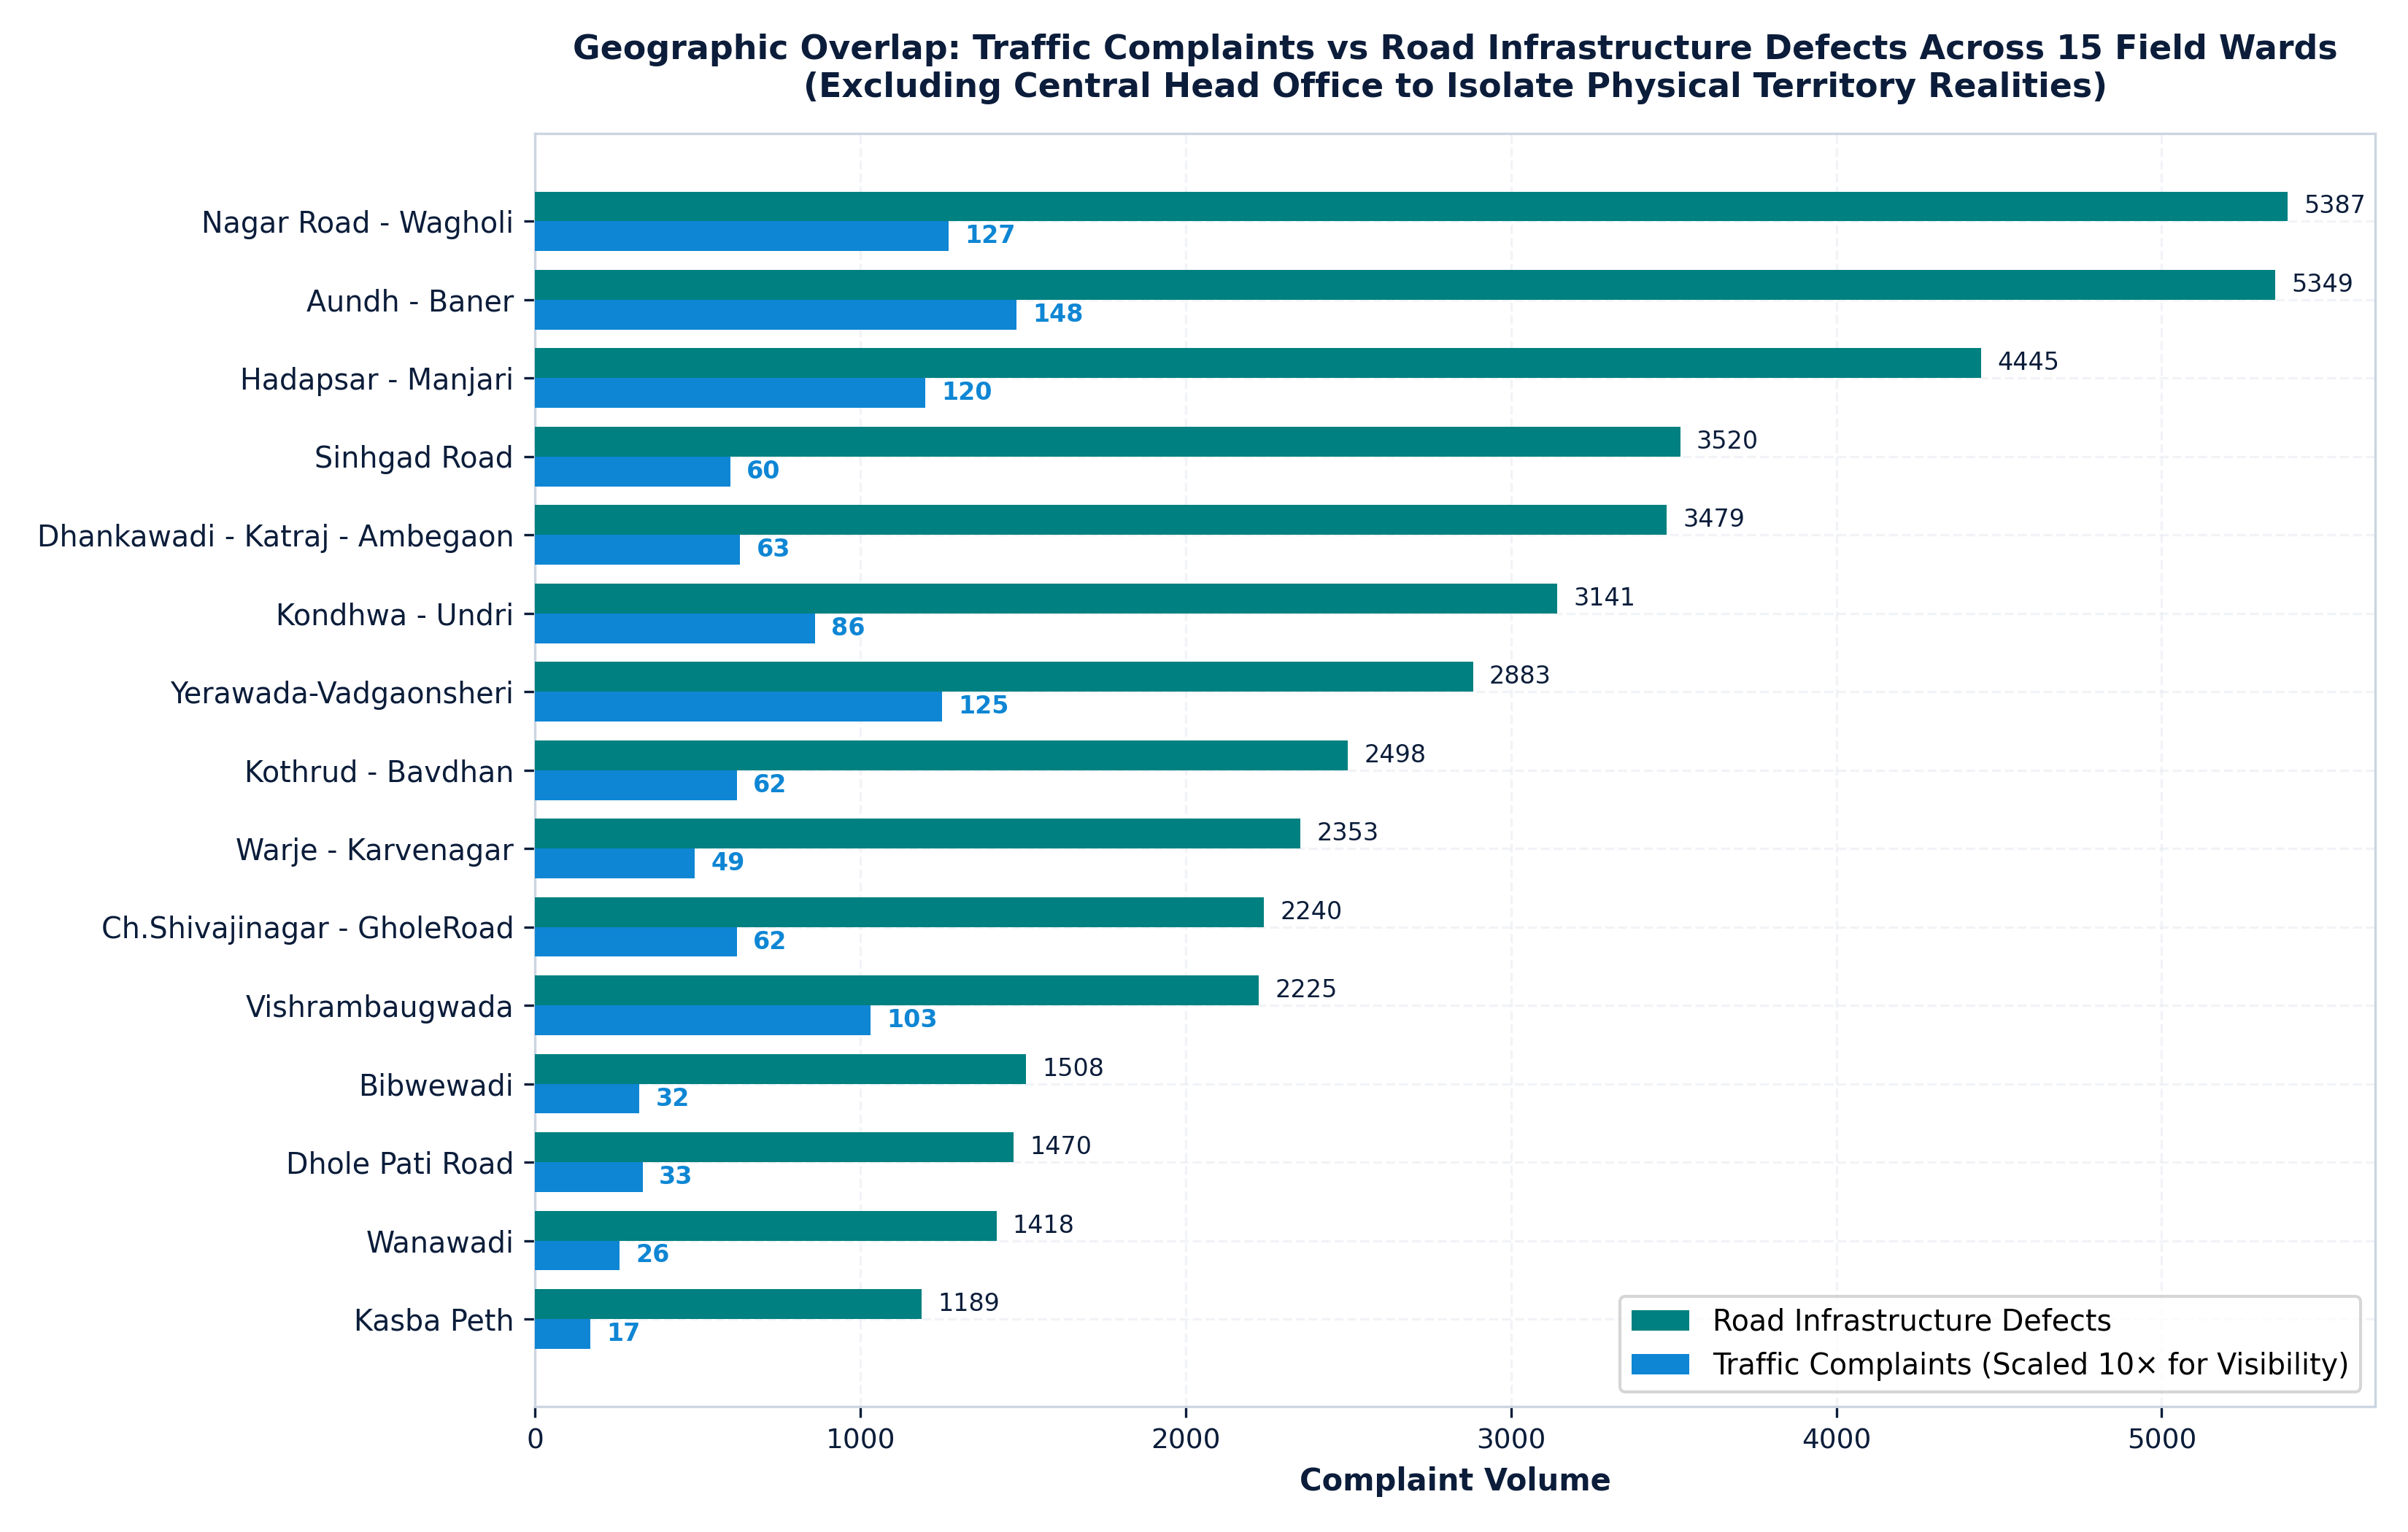 Geographic Overlap: Traffic Complaints vs Road Infrastructure Defects Across 15 Field Wards
(Excluding Central Head Office to Isolate Physical Territory Realities)
Nagar Road - Wagholi
5387
127
Aundh - Baner
5349
148
Hadapsar - Manjari
4445
120
Sinhgad Road
3520
60
Dhankawadi - Katraj - Ambegaon
3479
63
Kondhwa - Undri
3141
86
Yerawada-Vadgaonsheri
2883
125
Kothrud - Bavdhan
2498
62
Warje - Karvenagar
2353
49
Ch.Shivajinagar - GholeRoad
2240
62
Vishrambaugwada
2225
103
Bibwewadi
1508
32
Dhole Pati Road
1470
33
Wanawadi
1418
26
Kasba Peth
1189
17
Road Infrastructure Defects
Traffic Complaints (Scaled 10× for Visibility)
0 1000 2000 3000 4000 5000
Complaint Volume